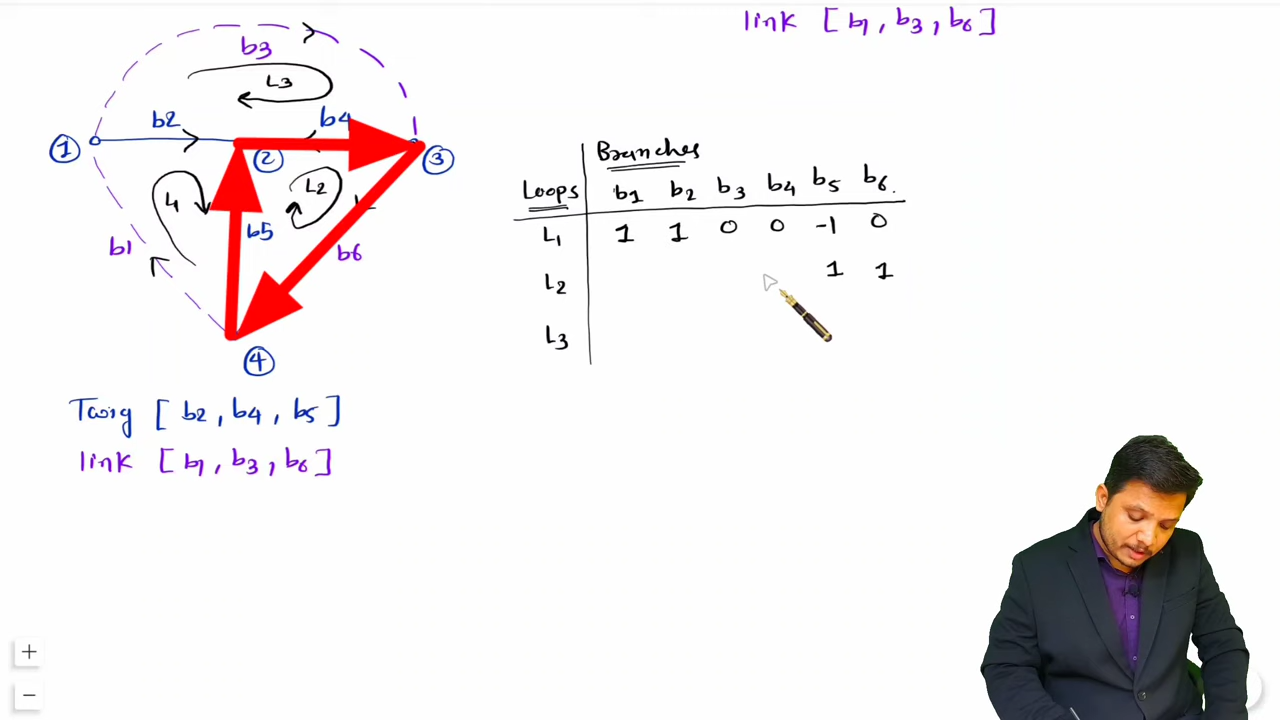 link [b1, b3, b6]
b3
L3
b2
b4
1
2
3
L1
L2
b5
b1
b6
4
Twig [b2, b4, b5]
link [b1, b3, b6]
Branches
Loops b1 b2 b3 b4 b5 b6.
L1 1 1 0 0 -1 0
L2 1 1
L3
+
−